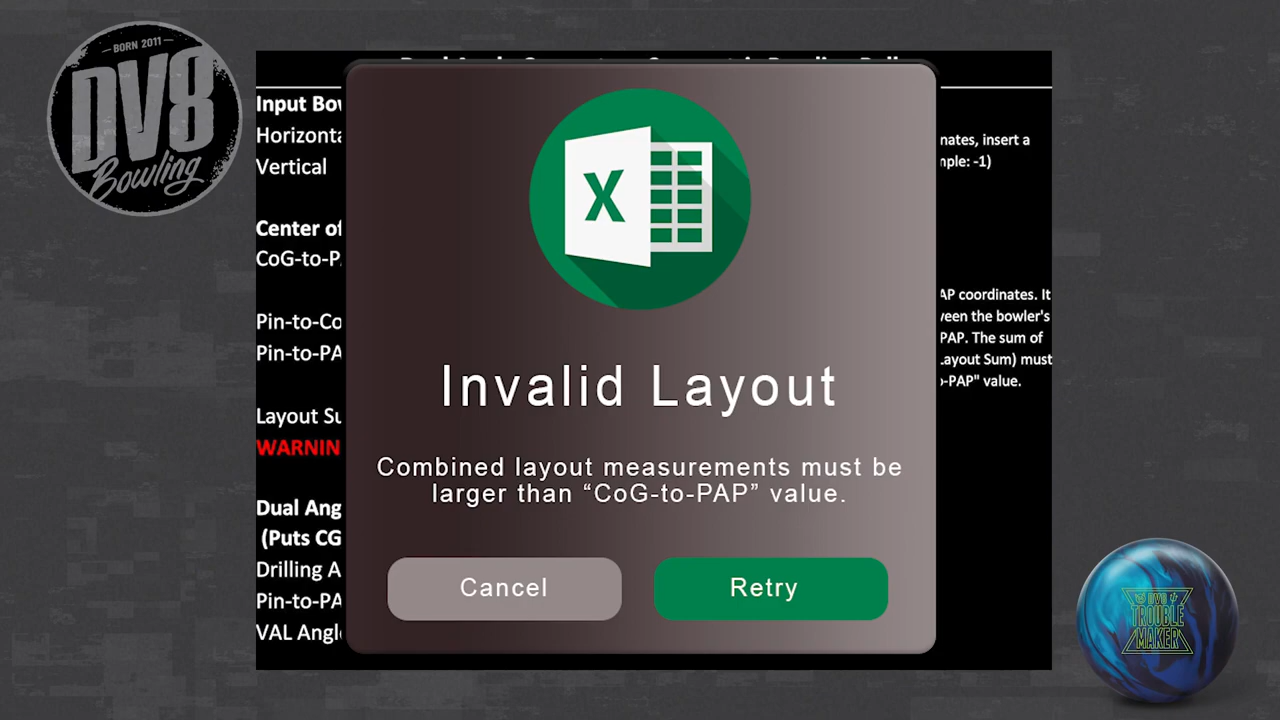 BORN 2011
DV8
Bowling
Input Bow
Horizonta
nates, insert a
Vertical
mple: -1)
Center of
CoG-to-P
AP coordinates. It
Pin-to-Co
veen the bowler's
PAP. The sum of
Pin-to-PA
Layout Sum) must
o-PAP" value.
Layout Su
WARNIN
Dual Ang
(Puts CG
Drilling A
Pin-to-PA
VAL Angl
Invalid Layout
Combined layout measurements must be
larger than “CoG-to-PAP” value.
Cancel
Retry
DV8
TROUBLE
MAKER